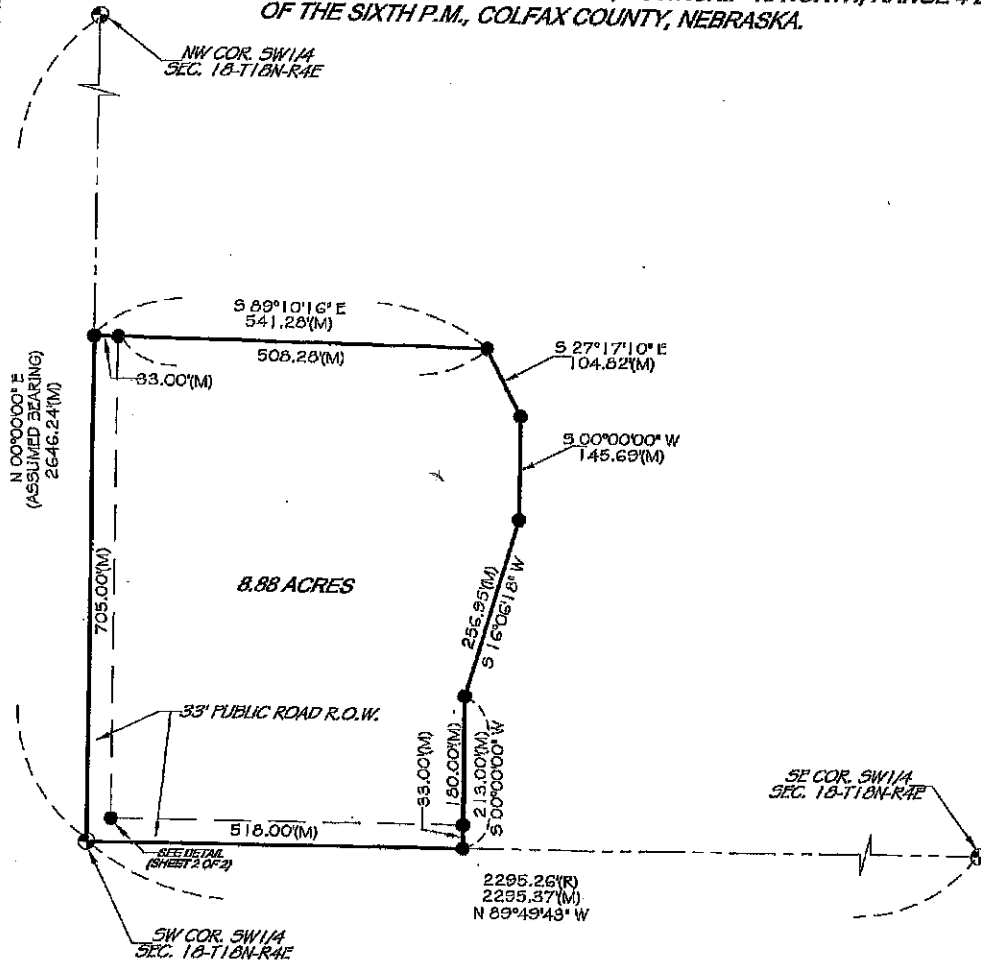 OF THE SIXTH P.M., COLFAX COUNTY, NEBRASKA.
NW COR. SW1/4
SEC. 18-T18N-R4E
S 89°10'16" E
541.28'(M)
508.28'(M)
33.00'(M)
S 27°17'10" E
104.82'(M)
N 00°00'00" E
(ASSUMED BEARING)
2646.24'(M)
S 00°00'00" W
145.69'(M)
705.00'(M)
8.88 ACRES
256.95'(M)
S 16°06'18" W
33' PUBLIC ROAD R.O.W.
33.00'(M)
180.00'(M)
213.00'(M)
S 00°00'00" W
SE COR. SW1/4
SEC. 18-T18N-R4E
518.00'(M)
SEE DETAIL
(SHEET 2 OF 2)
2295.26'(R)
2295.37'(M)
N 89°49'43" W
SW COR. SW1/4
SEC. 18-T18N-R4E